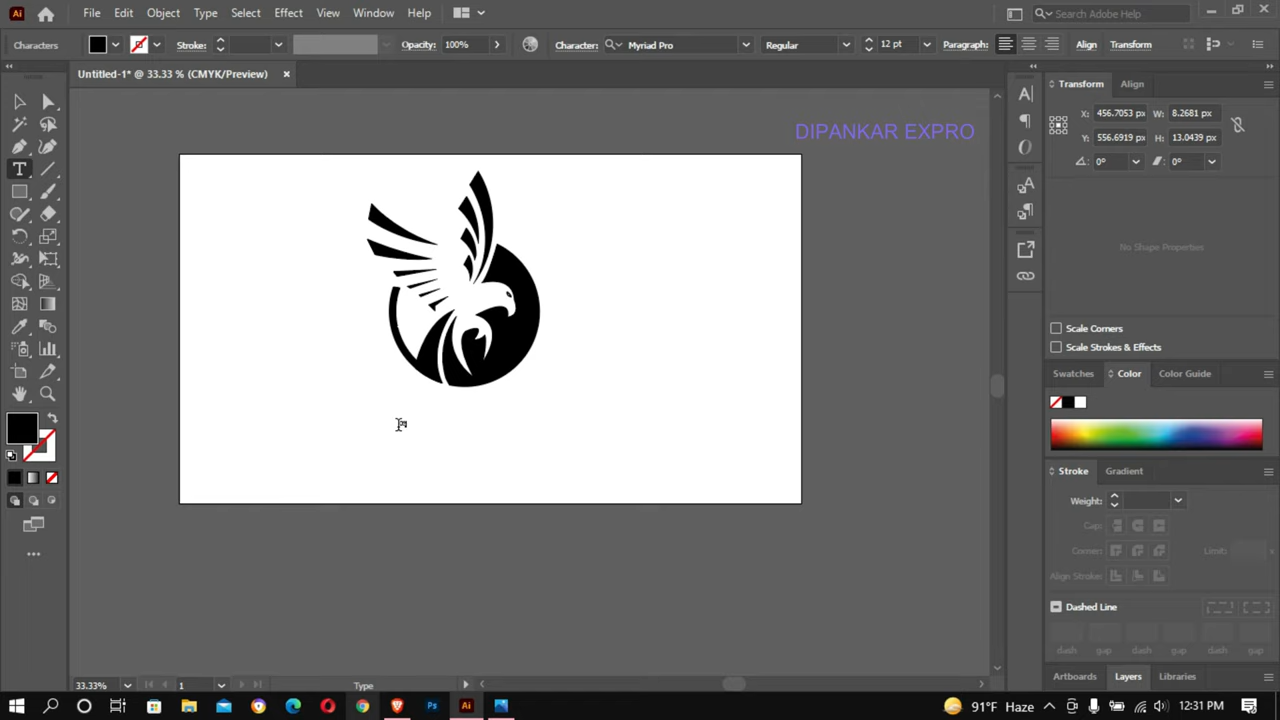 Ai File Edit Object Type Select Effect View Window Help Search Adobe Help
Characters Stroke: Opacity: 100% Character: Myriad Pro Regular 12 pt Paragraph: Align Transform
Untitled-1* @ 33.33 % (CMYK/Preview)
DIPANKAR EXPRO
Transform Align
X: 456.7053 px W: 8.2681 px
Y: 556.6919 px H: 13.0439 px
0° 0°
No Shape Properties
Scale Corners
Scale Strokes & Effects
Swatches Color Color Guide
Stroke Gradient
Weight:
Cap:
Corner: Limit:
Align Stroke:
Dashed Line
dash gap dash gap dash gap
Artboards Layers Libraries
33.33% 1 Type
Ps Ai 91°F Haze 12:31 PM